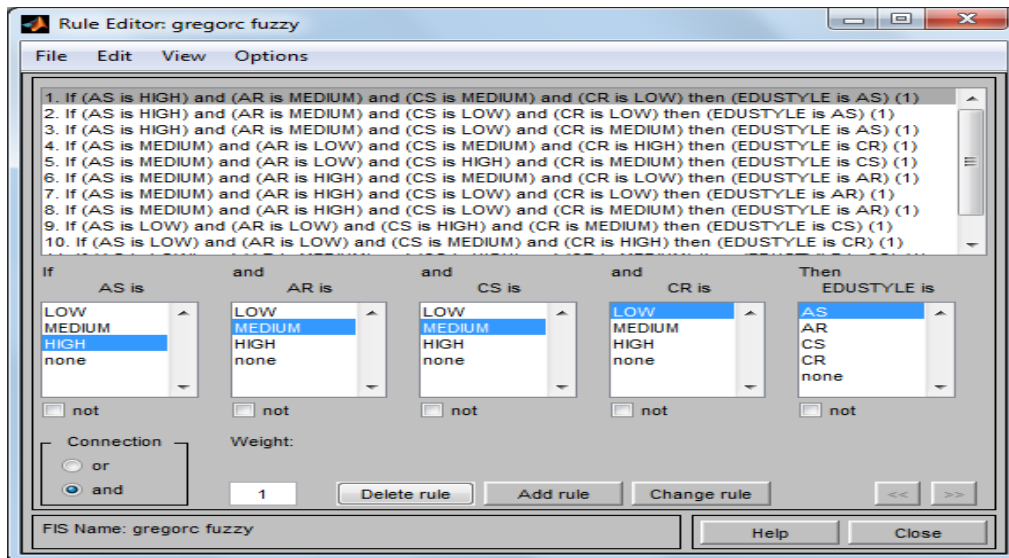 Rule Editor: gregorc fuzzy
File Edit View Options
1. If (AS is HIGH) and (AR is MEDIUM) and (CS is MEDIUM) and (CR is LOW) then (EDUSTYLE is AS) (1)
2. If (AS is HIGH) and (AR is MEDIUM) and (CS is LOW) and (CR is LOW) then (EDUSTYLE is AS) (1)
3. If (AS is HIGH) and (AR is MEDIUM) and (CS is LOW) and (CR is MEDIUM) then (EDUSTYLE is AS) (1)
4. If (AS is MEDIUM) and (AR is LOW) and (CS is MEDIUM) and (CR is HIGH) then (EDUSTYLE is CR) (1)
5. If (AS is MEDIUM) and (AR is LOW) and (CS is HIGH) and (CR is MEDIUM) then (EDUSTYLE is CS) (1)
6. If (AS is MEDIUM) and (AR is HIGH) and (CS is MEDIUM) and (CR is LOW) then (EDUSTYLE is AR) (1)
7. If (AS is MEDIUM) and (AR is HIGH) and (CS is LOW) and (CR is LOW) then (EDUSTYLE is AR) (1)
8. If (AS is MEDIUM) and (AR is HIGH) and (CS is LOW) and (CR is MEDIUM) then (EDUSTYLE is AR) (1)
9. If (AS is LOW) and (AR is LOW) and (CS is HIGH) and (CR is MEDIUM) then (EDUSTYLE is CS) (1)
10. If (AS is LOW) and (AR is LOW) and (CS is MEDIUM) and (CR is HIGH) then (EDUSTYLE is CR) (1)
If and and and Then
AS is AR is CS is CR is EDUSTYLE is
LOW LOW LOW LOW AS
MEDIUM MEDIUM MEDIUM MEDIUM AR
HIGH HIGH HIGH HIGH CS
none none none none CR
none
not not not not not
Connection Weight:
or
and 1 Delete rule Add rule Change rule << >>
FIS Name: gregorc fuzzy Help Close